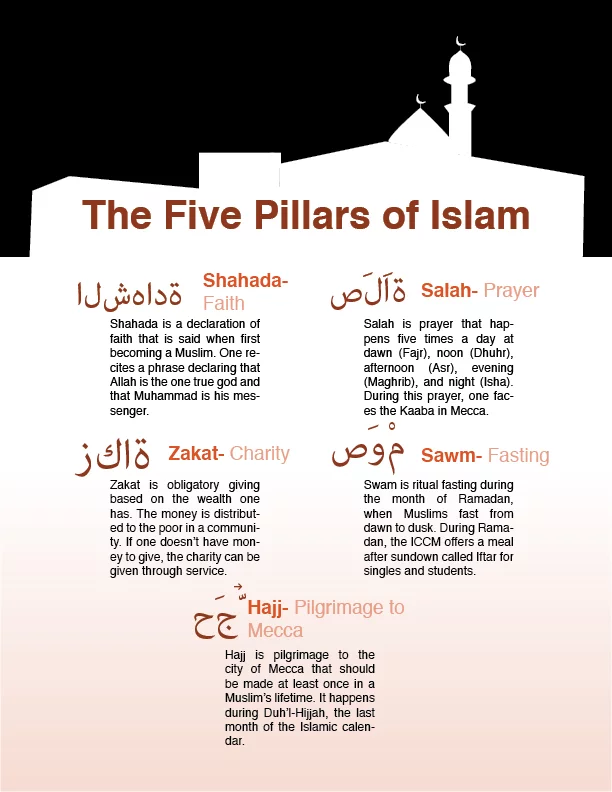 The Five Pillars of Islam
ةداهشلا
Shahada-
Faith
Shahada is a declaration of
faith that is said when first
becoming a Muslim. One re-
cites a phrase declaring that
Allah is the one true god and
that Muhammad is his mes-
senger.
ةاَلَص
Salah- Prayer
Salah is prayer that hap-
pens five times a day at
dawn (Fajr), noon (Dhuhr),
afternoon (Asr), evening
(Maghrib), and night (Isha).
During this prayer, one fac-
es the Kaaba in Mecca.
ةاكز
Zakat- Charity
Zakat is obligatory giving
based on the wealth one
has. The money is distribut-
ed to the poor in a communi-
ty. If one doesn't have mon-
ey to give, the charity can be
given through service.
مْوَص
Sawm- Fasting
Swam is ritual fasting during
the month of Ramadan,
when Muslims fast from
dawn to dusk. During Rama-
dan, the ICCM offers a meal
after sundown called Iftar for
singles and students.
ٌّجَح
Hajj- Pilgrimage to
Mecca
Hajj is pilgrimage to the
city of Mecca that should
be made at least once in a
Muslim's lifetime. It happens
during Duh'l-Hijjah, the last
month of the Islamic calen-
dar.